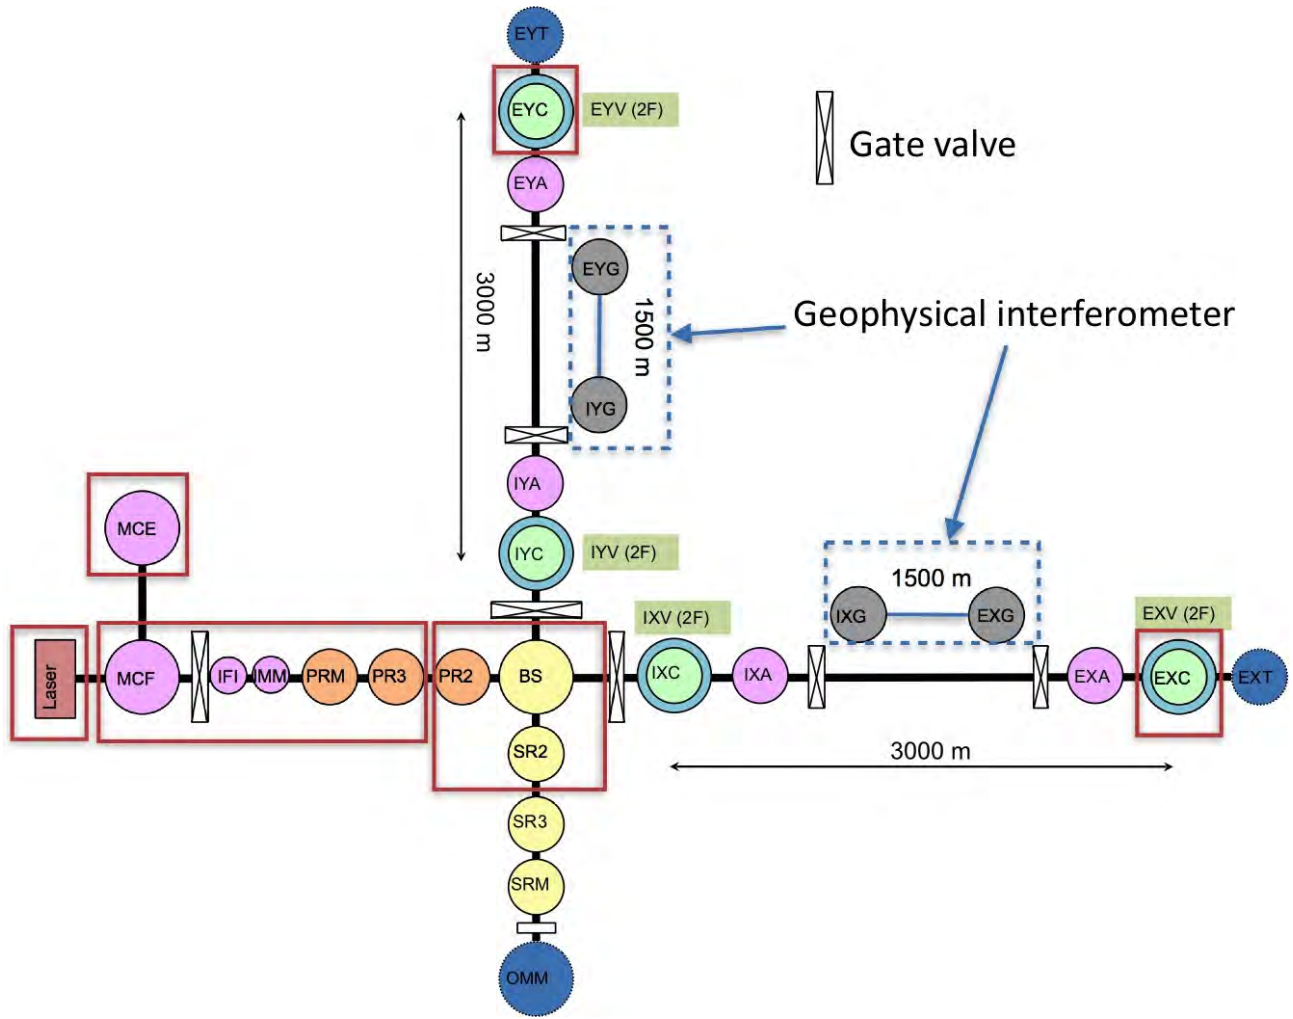 EYT
EYC
EYV (2F)
Gate valve
EYA
EYG
3000 m
1500 m
Geophysical interferometer
IYG
IYA
MCE
IYC
IYV (2F)
1500 m
IXV (2F)
IXG
EXG
EXV (2F)
Laser
MCF
IFI
IMM
PRM
PR3
PR2
BS
IXC
IXA
EXA
EXC
EXT
SR2
3000 m
SR3
SRM
OMM